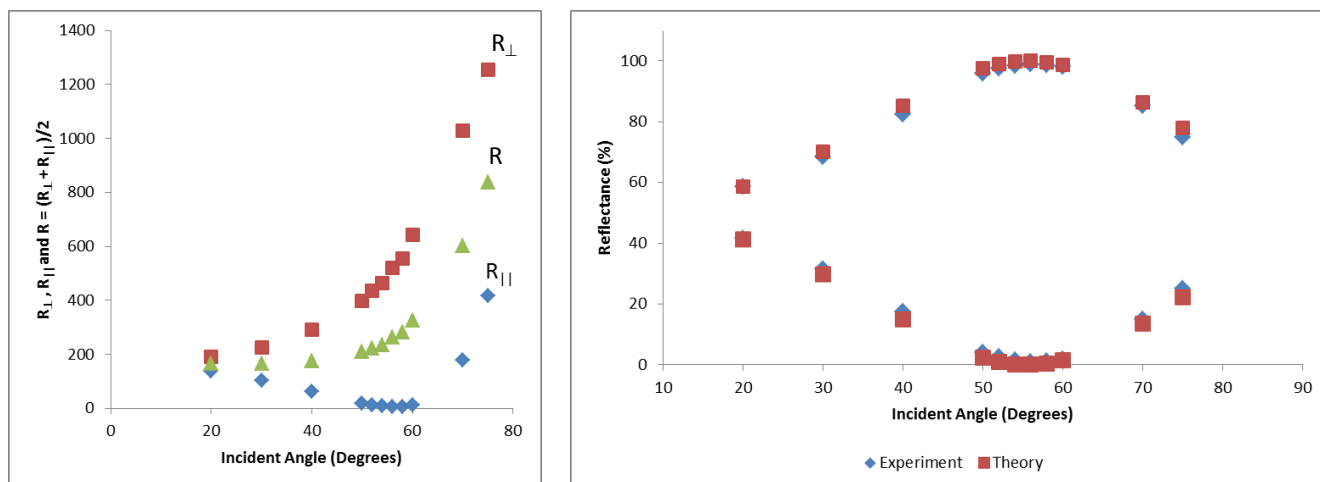 1400
1200
1000
800
600
400
200
0
0 20 40 60 80
R⊥ , R|| and R = (R⊥ + R||)/2
Incident Angle (Degrees)
R⊥
R
R||
100
80
60
40
20
0
10 20 30 40 50 60 70 80 90
Reflectance (%)
Incident Angle (Degrees)
Experiment Theory